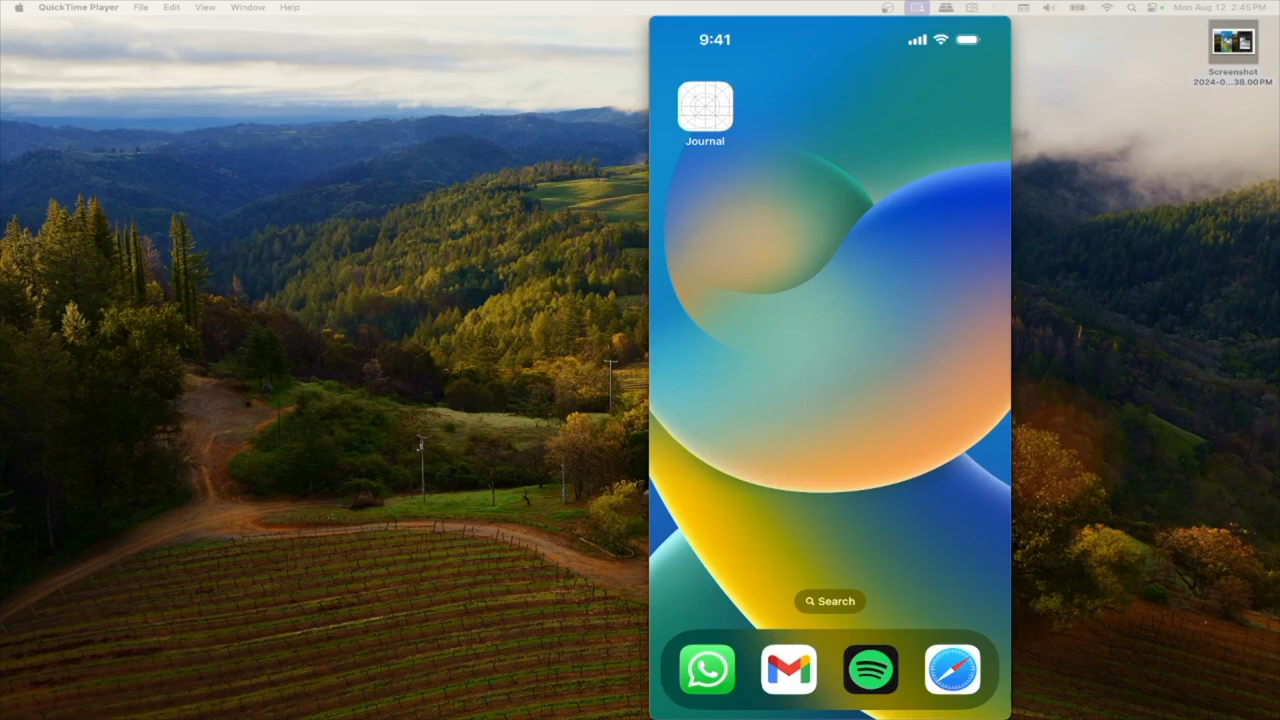 QuickTime Player File Edit View Window Help Mon Aug 12 2:45 PM
Screenshot
2024-0...38.00 PM
9:41
Journal
Search